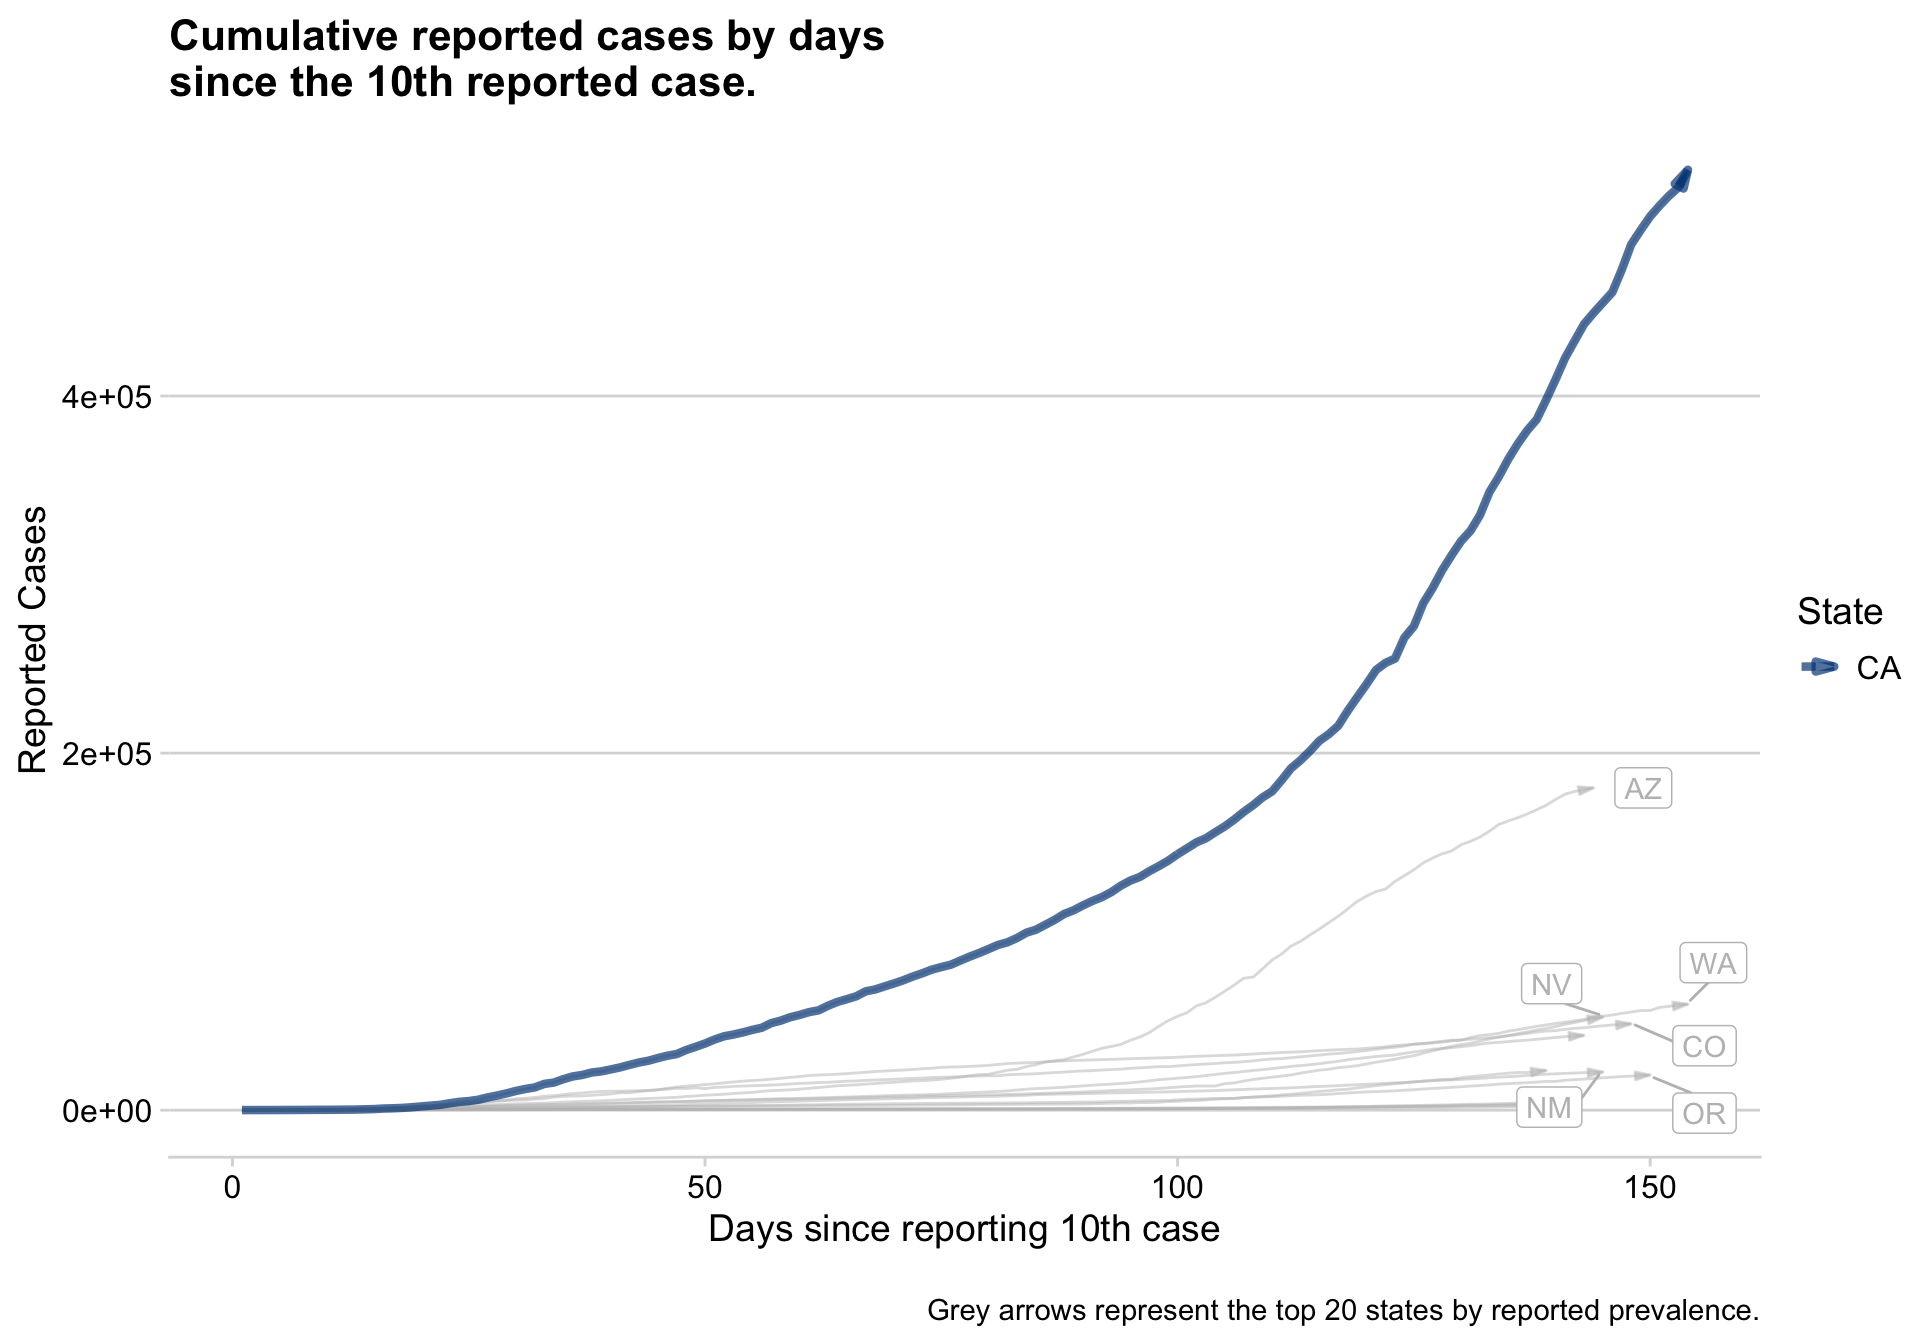 Cumulative reported cases by days
since the 10th reported case.
Reported Cases
4e+05
2e+05
0e+00
AZ
WA
NV
CO
NM
OR
State
CA
0 50 100 150
Days since reporting 10th case
Grey arrows represent the top 20 states by reported prevalence.